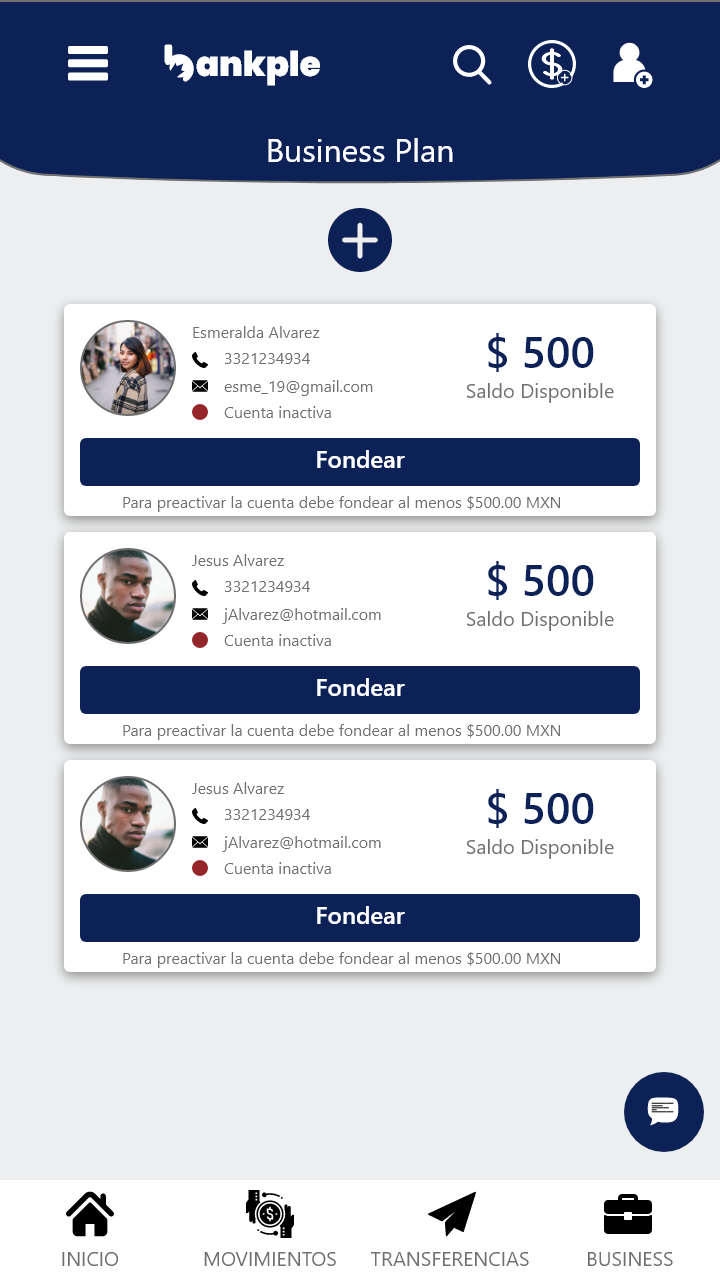 bankple
Business Plan
Esmeralda Alvarez
3321234934
esme_19@gmail.com
Cuenta inactiva
$ 500
Saldo Disponible
Fondear
Para preactivar la cuenta debe fondear al menos $500.00 MXN
Jesus Alvarez
3321234934
jAlvarez@hotmail.com
Cuenta inactiva
$ 500
Saldo Disponible
Fondear
Para preactivar la cuenta debe fondear al menos $500.00 MXN
Jesus Alvarez
3321234934
jAlvarez@hotmail.com
Cuenta inactiva
$ 500
Saldo Disponible
Fondear
Para preactivar la cuenta debe fondear al menos $500.00 MXN
INICIO
MOVIMIENTOS
TRANSFERENCIAS
BUSINESS